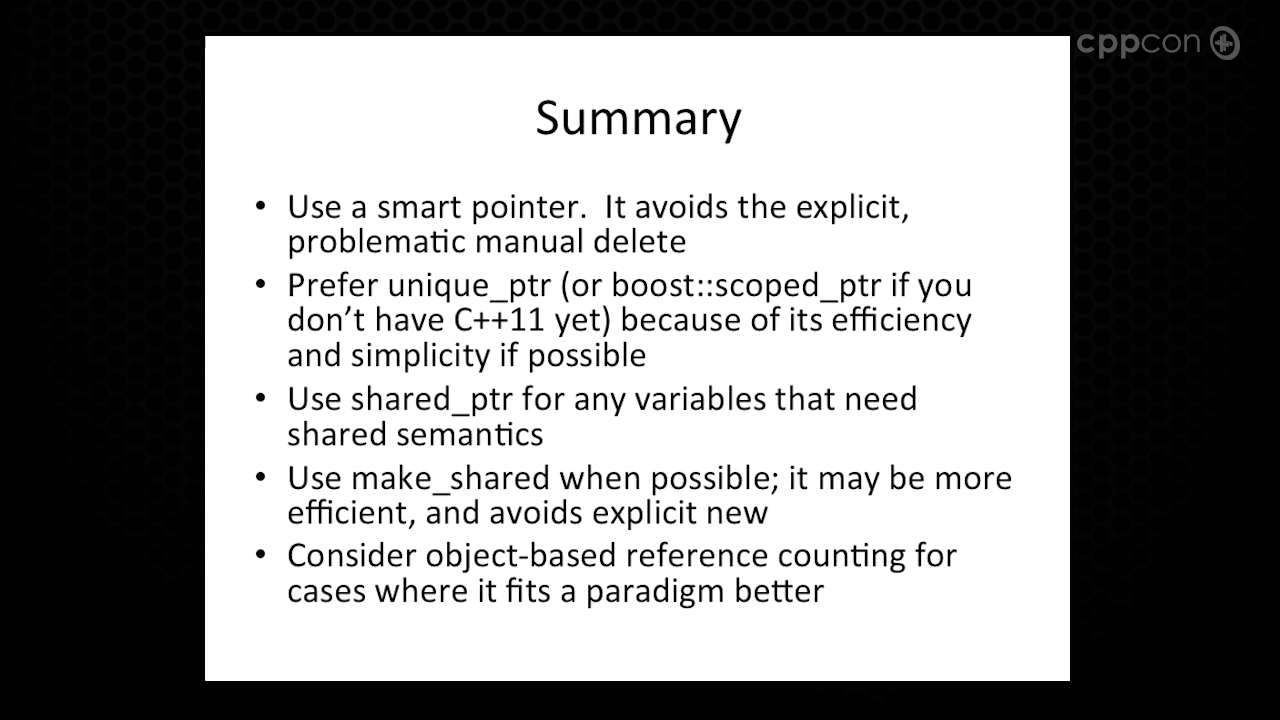 cppcon
Summary
• Use a smart pointer.  It avoids the explicit,
problematic manual delete
• Prefer unique_ptr (or boost::scoped_ptr if you
don’t have C++11 yet) because of its efficiency
and simplicity if possible
• Use shared_ptr for any variables that need
shared semantics
• Use make_shared when possible; it may be more
efficient, and avoids explicit new
• Consider object-based reference counting for
cases where it fits a paradigm better